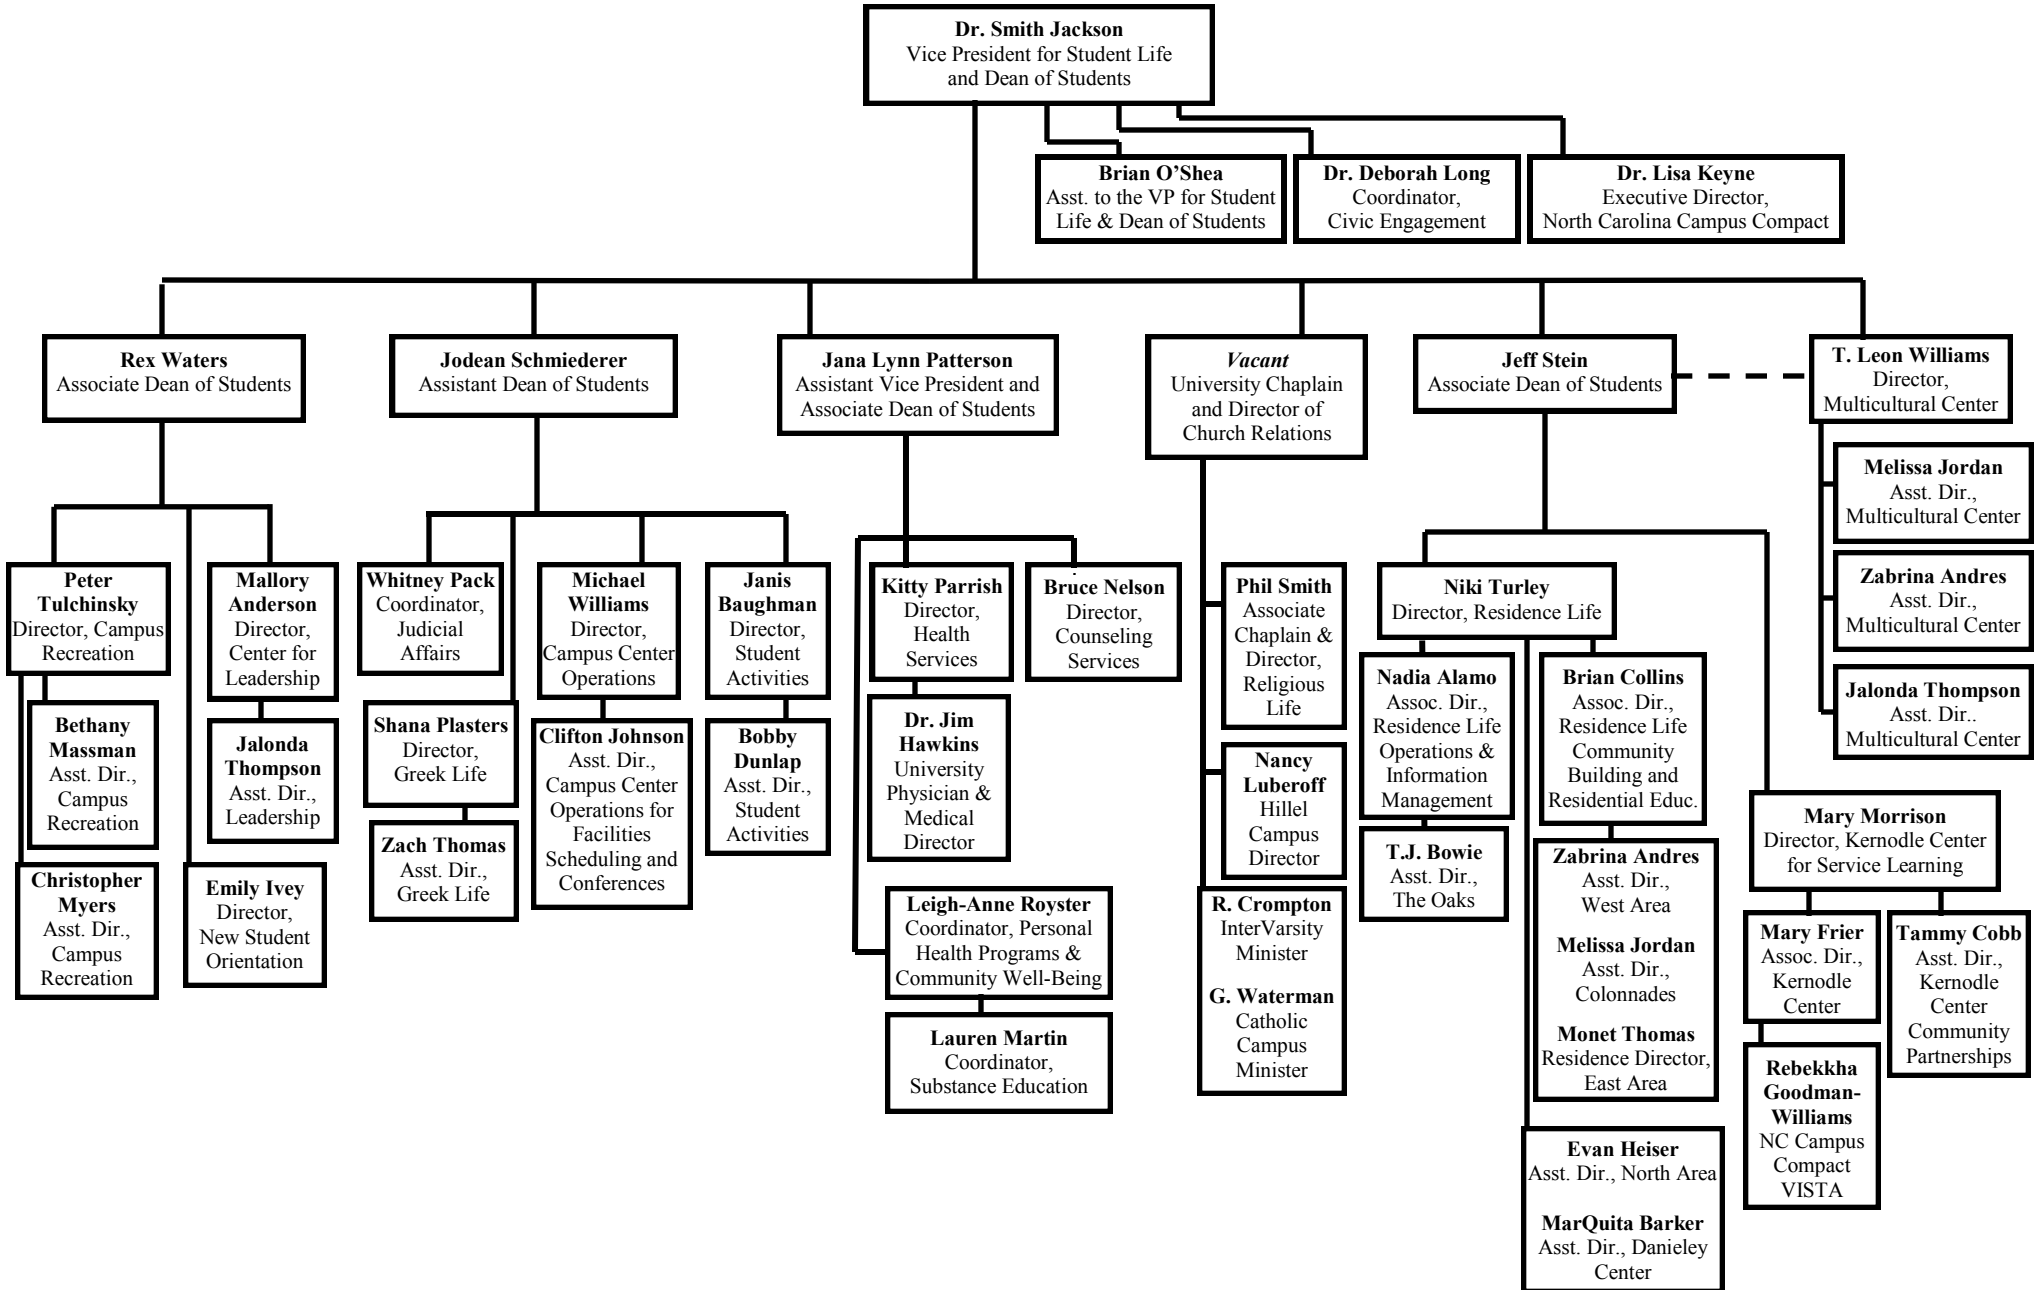 Dr. Smith Jackson
Vice President for Student Life
and Dean of Students
Brian O’Shea
Asst. to the VP for Student
Life & Dean of Students
Dr. Deborah Long
Coordinator,
Civic Engagement
Dr. Lisa Keyne
Executive Director,
North Carolina Campus Compact
Rex Waters
Associate Dean of Students
Jodean Schmiederer
Assistant Dean of Students
Jana Lynn Patterson
Assistant Vice President and
Associate Dean of Students
Vacant
University Chaplain
and Director of
Church Relations
Jeff Stein
Associate Dean of Students
T. Leon Williams
Director,
Multicultural Center
Melissa Jordan
Asst. Dir.,
Multicultural Center
Zabrina Andres
Asst. Dir.,
Multicultural Center
Jalonda Thompson
Asst. Dir..
Multicultural Center
Peter
Tulchinsky
Director, Campus
Recreation
Mallory
Anderson
Director,
Center for
Leadership
Bethany
Massman
Asst. Dir.,
Campus
Recreation
Jalonda
Thompson
Asst. Dir.,
Leadership
Christopher
Myers
Asst. Dir.,
Campus
Recreation
Emily Ivey
Director,
New Student
Orientation
Whitney Pack
Coordinator,
Judicial
Affairs
Michael
Williams
Director,
Campus Center
Operations
Janis
Baughman
Director,
Student
Activities
Shana Plasters
Director,
Greek Life
Clifton Johnson
Asst. Dir.,
Campus Center
Operations for
Facilities
Scheduling and
Conferences
Bobby
Dunlap
Asst. Dir.,
Student
Activities
Zach Thomas
Asst. Dir.,
Greek Life
Kitty Parrish
Director,
Health
Services
Bruce Nelson
Director,
Counseling
Services
Dr. Jim
Hawkins
University
Physician &
Medical
Director
Leigh-Anne Royster
Coordinator, Personal
Health Programs &
Community Well-Being
Lauren Martin
Coordinator,
Substance Education
Phil Smith
Associate
Chaplain &
Director,
Religious
Life
Nancy
Luberoff
Hillel
Campus
Director
R. Crompton
InterVarsity
Minister
G. Waterman
Catholic
Campus
Minister
Niki Turley
Director, Residence Life
Nadia Alamo
Assoc. Dir.,
Residence Life
Operations &
Information
Management
Brian Collins
Assoc. Dir.,
Residence Life
Community
Building and
Residential Educ.
T.J. Bowie
Asst. Dir.,
The Oaks
Zabrina Andres
Asst. Dir.,
West Area
Melissa Jordan
Asst. Dir.,
Colonnades
Monet Thomas
Residence Director,
East Area
Evan Heiser
Asst. Dir., North Area
MarQuita Barker
Asst. Dir., Danieley
Center
Mary Morrison
Director, Kernodle Center
for Service Learning
Mary Frier
Assoc. Dir.,
Kernodle
Center
Tammy Cobb
Asst. Dir.,
Kernodle
Center
Community
Partnerships
Rebekkha
Goodman-
Williams
NC Campus
Compact
VISTA